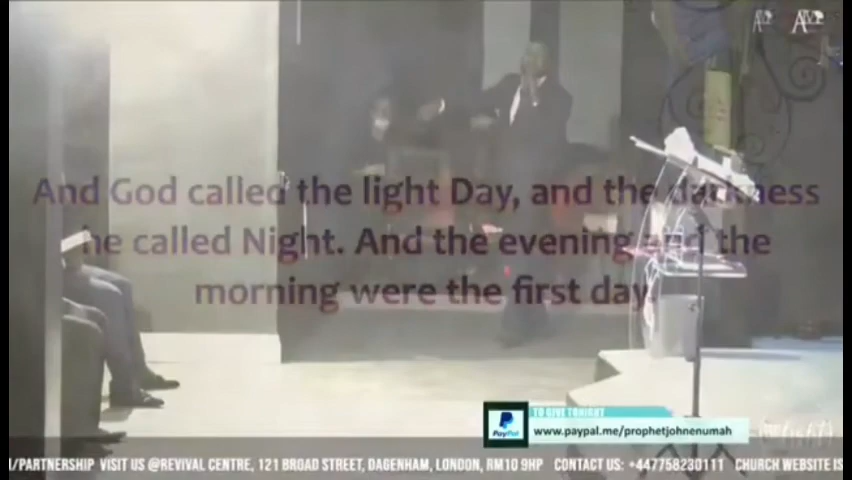 And God called the light Day, and the darkness
he called Night. And the evening and the
morning were the first day.
TO GIVE TONIGHT
PayPal
www.paypal.me/prophetjohnenumah
/PARTNERSHIP VISIT US @REVIVAL CENTRE, 121 BROAD STREET, DAGENHAM, LONDON, RM10 9HP CONTACT US: +447758230111 CHURCH WEBSITE IS